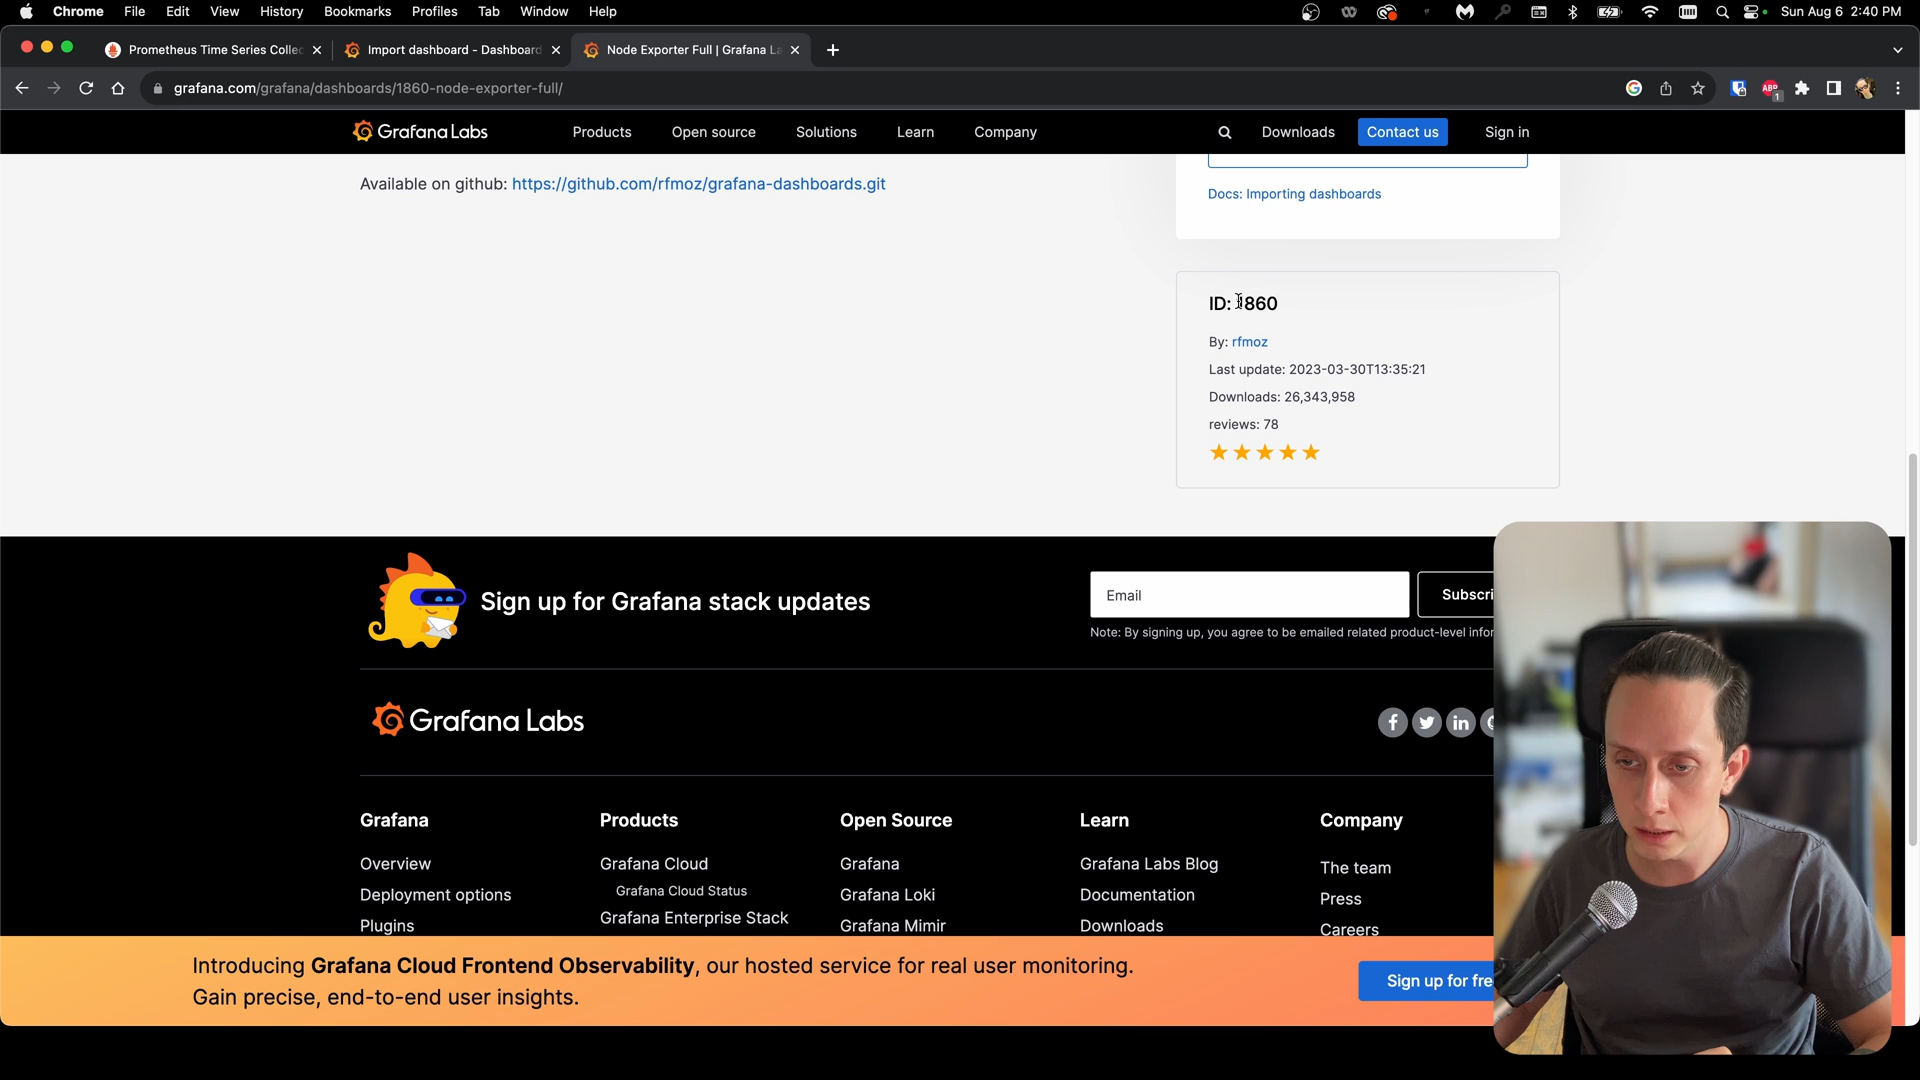 Chrome File Edit View History Bookmarks Profiles Tab Window Help Sun Aug 6 2:40 PM
Prometheus Time Series Collec Import dashboard - Dashboard Node Exporter Full | Grafana La
grafana.com/grafana/dashboards/1860-node-exporter-full/
ABP 1
Grafana Labs Products Open source Solutions Learn Company Downloads Contact us Sign in
Available on github: https://github.com/rfmoz/grafana-dashboards.git
Docs: Importing dashboards
ID: 1860
By: rfmoz
Last update: 2023-03-30T13:35:21
Downloads: 26,343,958
reviews: 78
Sign up for Grafana stack updates
Email Subscri
Note: By signing up, you agree to be emailed related product-level infor
Grafana Labs
Grafana Products Open Source Learn Company
Overview Grafana Cloud Grafana Grafana Labs Blog The team
Deployment options Grafana Cloud Status Grafana Loki Documentation Press
Plugins Grafana Enterprise Stack Grafana Mimir Downloads Careers
Introducing Grafana Cloud Frontend Observability, our hosted service for real user monitoring.
Gain precise, end-to-end user insights.
Sign up for fre